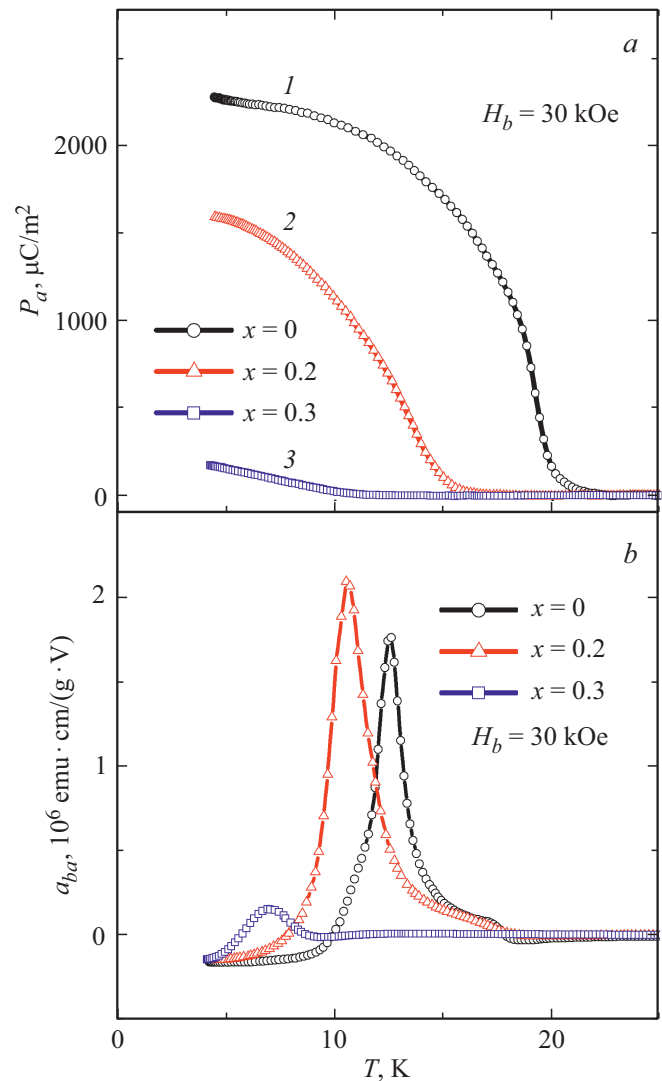 a
1
H_b = 30 kOe
2000
2
P_a, μC/m²
1000
x = 0
x = 0.2
x = 0.3
3
0
b
2
x = 0
x = 0.2
x = 0.3
H_b = 30 kOe
1
a_ba, 10⁶ emu · cm/(g · V)
0
0 10 20
T, K